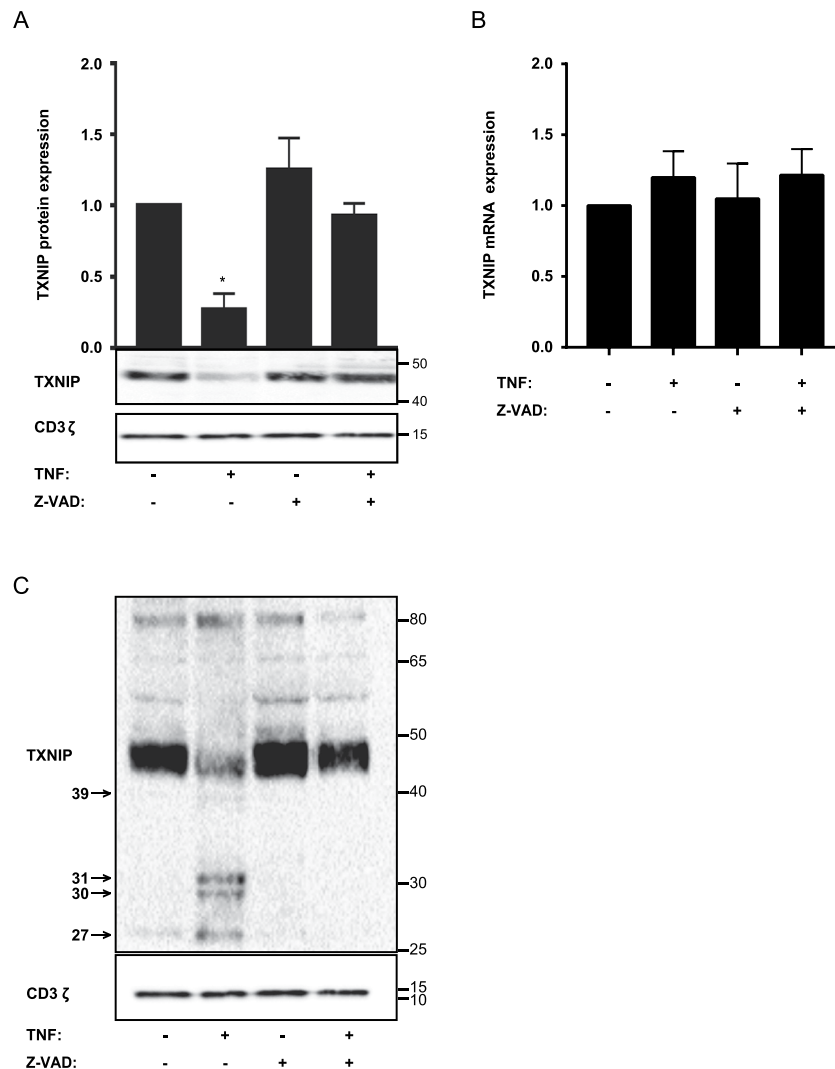 A
TXNIP protein expression
2.0
1.5
1.0
0.5
0.0
*
TXNIP
50
40
CD3 ζ
15
TNF: - + - +
Z-VAD: - - + +
B
TXNIP mRNA expression
2.0
1.5
1.0
0.5
0.0
TNF: - + - +
Z-VAD: - - + +
C
80
65
50
TXNIP
39
40
31
30
30
27
25
CD3 ζ
15
10
TNF: - + - +
Z-VAD: - - + +